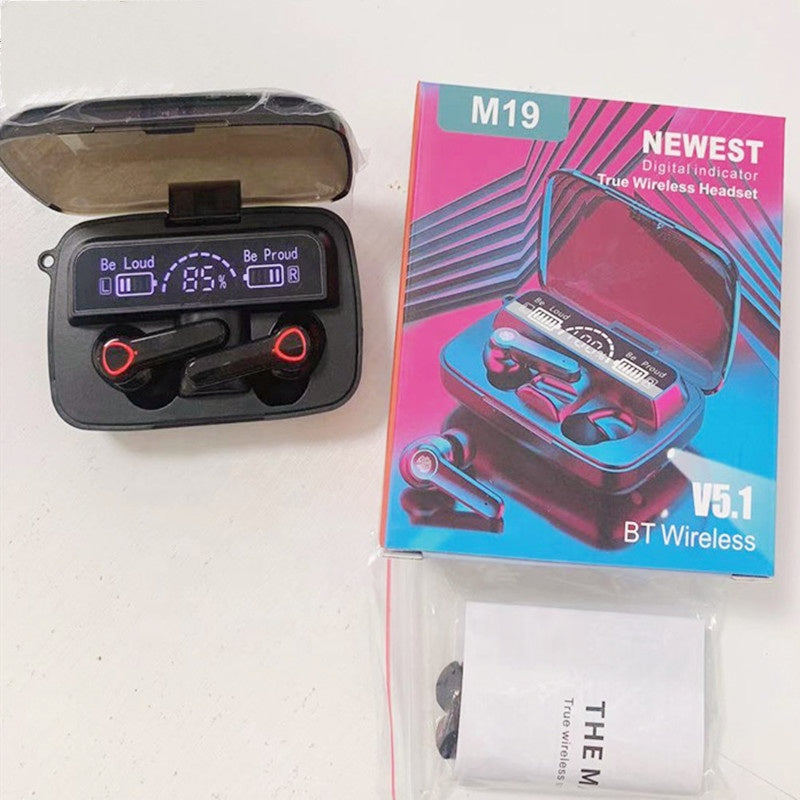 Be Loud
Be Proud
L
85%
R
M19
NEWEST
Digital indicator
True Wireless Headset
Be Loud
L
100
Be Proud
R
V5.1
BT Wireless
THE M
True wireless